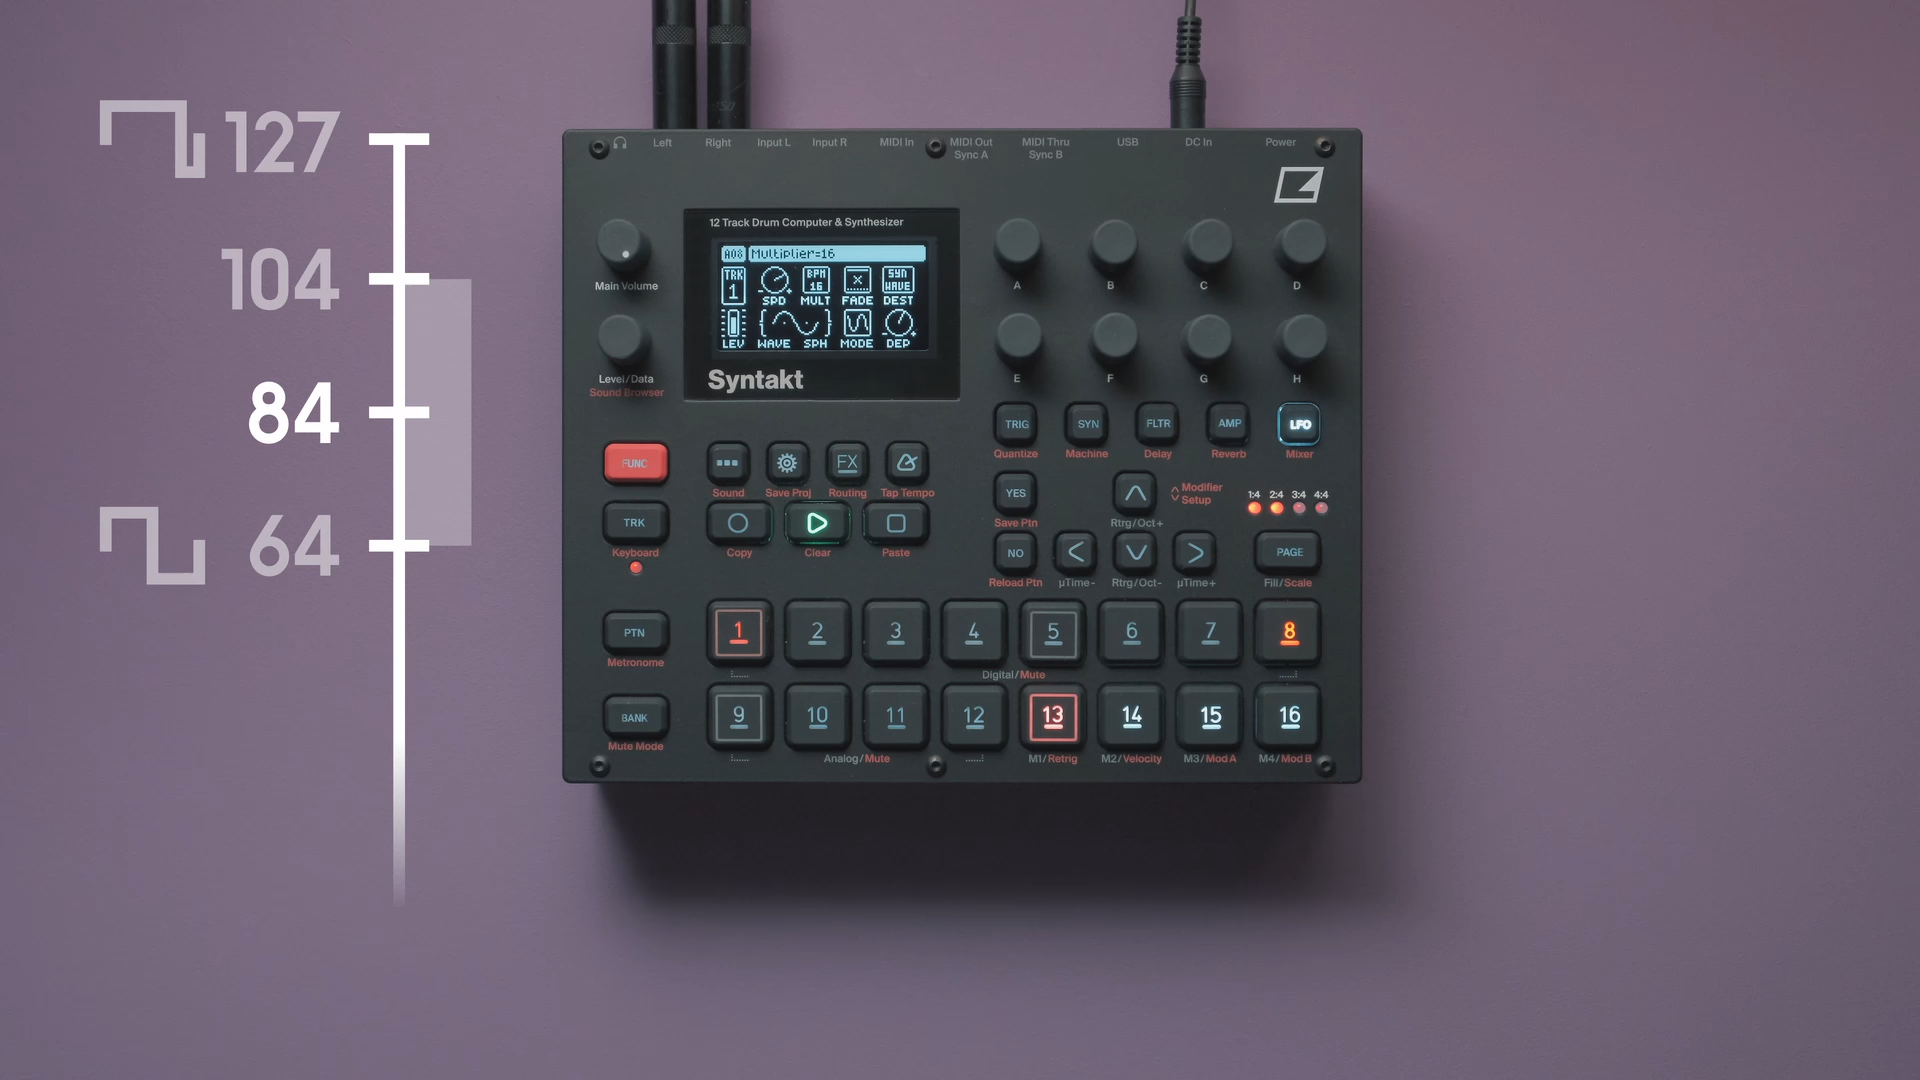 127
104
84
64
Left Right Input L Input R MIDI In MIDI Out MIDI Thru USB DC In Power
Sync A Sync B
12 Track Drum Computer & Synthesizer
A08 Multiplier=16
TRK BPM SYN
1 16 WAVE
SPD MULT FADE DEST
LEV WAVE SPH MODE DEP
Syntakt
Main Volume
Level/Data
Sound Browser
A B C D
E F G H
TRIG SYN FLTR AMP LFO
Quantize Machine Delay Reverb Mixer
FUNC FX
Sound Save Proj Routing Tap Tempo
YES
Save Ptn
Modifier
Setup
1:4 2:4 3:4 4:4
Rtrg/Oct+
TRK
Keyboard
Copy Clear Paste
NO PAGE
Reload Ptn µTime- Rtrg/Oct- µTime+ Fill/Scale
PTN
Metronome
1 2 3 4 5 6 7 8
Digital/Mute
BANK
Mute Mode
9 10 11 12 13 14 15 16
Analog/Mute M1/Retrig M2/Velocity M3/Mod A M4/Mod B